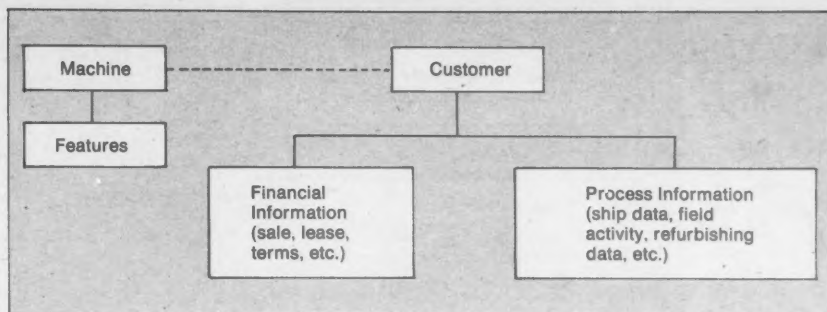 Machine
Customer
Features
Financial
Information
(sale, lease,
terms, etc.)
Process Information
(ship data, field
activity, refurbishing
data, etc.)